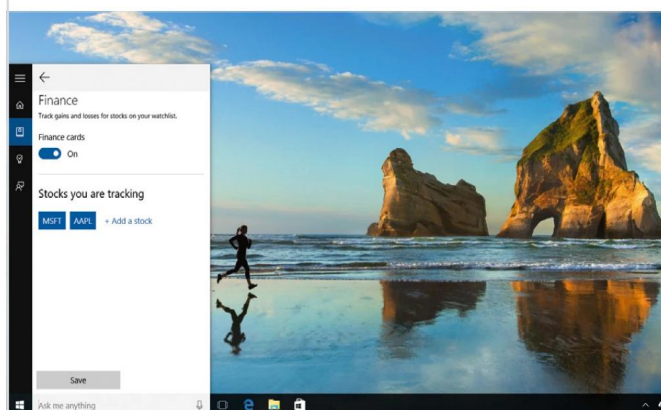 Finance
Track gains and losses for stocks on your watchlist.
Finance cards
On
Stocks you are tracking
MSFT AAPL + Add a stock
Save
Ask me anything